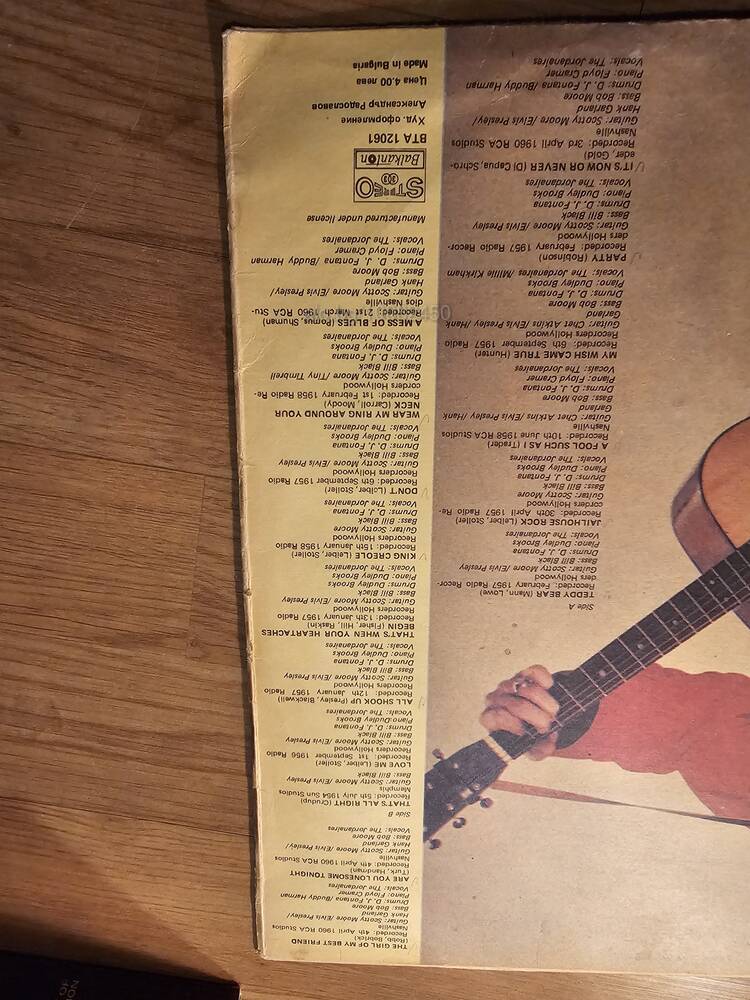 Side A
TEDDY BEAR (Mann, Lowe)
Recorded: February 1957 Radio Recor-
ders Hollywood
Guitar: Scotty Moore /Elvis Presley
Bass: Bill Black
Drums: D. J. Fontana
Piano: Dudley Brooks
Vocals: The Jordanaires
JAILHOUSE ROCK (Leiber, Stoller)
Recorded: 30th April 1957 Radio Re-
corders Hollywood
Guitar: Scotty Moore
Bass: Bill Black
Drums: D. J. Fontana
Piano: Dudley Brooks
A FOOL SUCH AS I (Trader)
Recorded: 10th June 1958 RCA Studios
Nashville
Guitar: Chet Atkins /Elvis Presley /Hank
Garland
Bass: Bob Moore
Drums: D. J. Fontana
Piano: Floyd Cramer
Vocals: The Jordanaires
MY WISH CAME TRUE (Hunter)
Recorded: 6th September 1957 Radio
Recorders Hollywood
Guitar: Chet Atkins /Elvis Presley /Hank
Garland
Bass: Bob Moore
Drums: D. J. Fontana
Piano: Dudley Brooks
Vocals: The Jordanaires /Millie Kirkham
PARTY (Robinson)
Recorded: February 1957 Radio Recor-
ders Hollywood
Guitar: Scotty Moore /Elvis Presley
Bass: Bill Black
Drums: D. J. Fontana
Piano: Dudley Brooks
Vocals: The Jordanaires
IT'S NOW OR NEVER (Di Capua, Schro-
eder, Gold)
Recorded: 3rd April 1960 RCA Studios
Nashville
Guitar: Scotty Moore /Elvis Presley/
Hank Garland
Bass: Bob Moore
Drums: D. J. Fontana /Buddy Harman
Piano: Floyd Cramer
Vocals: The Jordanaires
THE GIRL OF MY BEST FRIEND
(Robb, Bobrick)
Recorded: 4th April 1960 RCA Studios
Nashville
Guitar: Scotty Moore /Elvis Presley/
Hank Garland
Bass: Bob Moore
Drums: D. J. Fontana /Buddy Harman
Piano: Floyd Cramer
Vocals: The Jordanaires
ARE YOU LONESOME TONIGHT
(Turk, Handman)
Recorded: 4th April 1960 RCA Studios
Nashville
Guitar: Scotty Moore /Elvis Presley/
Hank Garland
Bass: Bob Moore
Vocals: The Jordanaires
Side B
THAT'S ALL RIGHT (Crudup)
Recorded: 5th July 1954 Sun Studios
Memphis
Guitar: Scotty Moore /Elvis Presley
Bass: Bill Black
LOVE ME (Leiber, Stoller)
Recorded: 1st September 1956 Radio
Recorders Hollywood
Guitar: Scotty Moore /Elvis Presley
Bass: Bill Black
Drums: D. J. Fontana
Piano Dudley Brooks
Vocals: The Jordanaires
ALL SHOOK UP (Presley, Blackwell)
Recorded: 12th January 1957 Radio
Recorders Hollywood
Guitar: Scotty Moore /Elvis Presley
Bass: Bill Black
Drums: D. J. Fontana
Piano: Dudley Brooks
Vocals: The Jordanaires
THAT'S WHEN YOUR HEARTACHES
BEGIN (Fisher, Hill, Raskin)
Recorded: 13th January 1957 Radio
Recorders Hollywood
Guitar: Scotty Moore /Elvis Presley
Bass: Bill Black
Drums: D. J. Fontana
Piano: Dudley Brooks
Vocals: The Jordanaires
KING CREOLE (Leiber, Stoller)
Recorded: 15th January 1958 Radio
Recorders Hollywood
Guitar: Scotty Moore
Bass: Bill Black
Drums: D. J. Fontana
Vocals: The Jordanaires
DON'T (Leiber, Stoller)
Recorded: 6th September 1957 Radio
Recorders Hollywood
Guitar: Scotty Moore /Elvis Presley
Bass: Bill Black
Drums: D. J. Fontana
Piano: Dudley Brooks
Vocals: The Jordanaires
WEAR MY RING AROUND YOUR
NECK (Carroll, Moody)
Recorded: 1st February 1958 Radio Re-
corders Hollywood
Guitar: Scotty Moore /Tiny Timbrell
Bass: Bill Black
Drums: D. J. Fontana
Piano: Dudley Brooks
Vocals: The Jordanaires
A MESS OF BLUES (Pomus, Shuman)
Recorded: 21st March 1960 RCA Stu-
dios Nashville
Guitar: Scotty Moore /Elvis Presley/
Hank Garland
Bass: Bob Moore
Drums: D. J. Fontana /Buddy Harman
Piano: Floyd Cramer
Vocals: The Jordanaires
Manufactured under license
STEREO
33
Balkanton
BTA 12061
Худ. оформление
Александър Радославов
Цена 4.00 лева
Made in Bulgaria